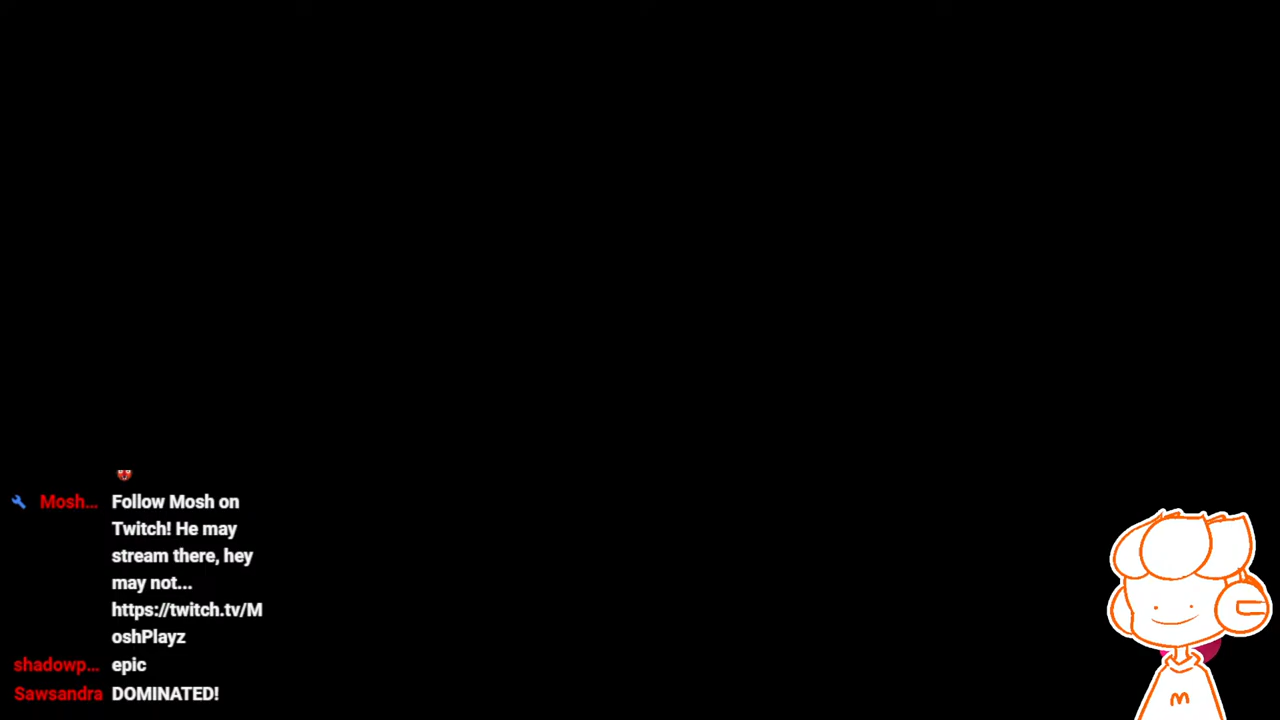 Mosh... Follow Mosh on
Twitch! He may
stream there, hey
may not...
https://twitch.tv/M
oshPlayz
shadowp... epic
Sawsandra DOMINATED!
m